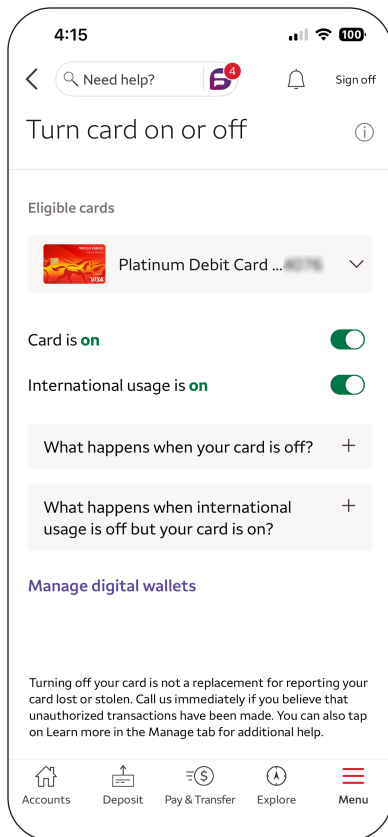 4:15
100
Need help?
4
Sign off
Turn card on or off
Eligible cards
WELLS FARGO
VISA
Platinum Debit Card ...
Card is on
International usage is on
What happens when your card is off?
What happens when international
usage is off but your card is on?
Manage digital wallets
Turning off your card is not a replacement for reporting your
card lost or stolen. Call us immediately if you believe that
unauthorized transactions have been made. You can also tap
on Learn more in the Manage tab for additional help.
Accounts
Deposit
Pay & Transfer
Explore
Menu